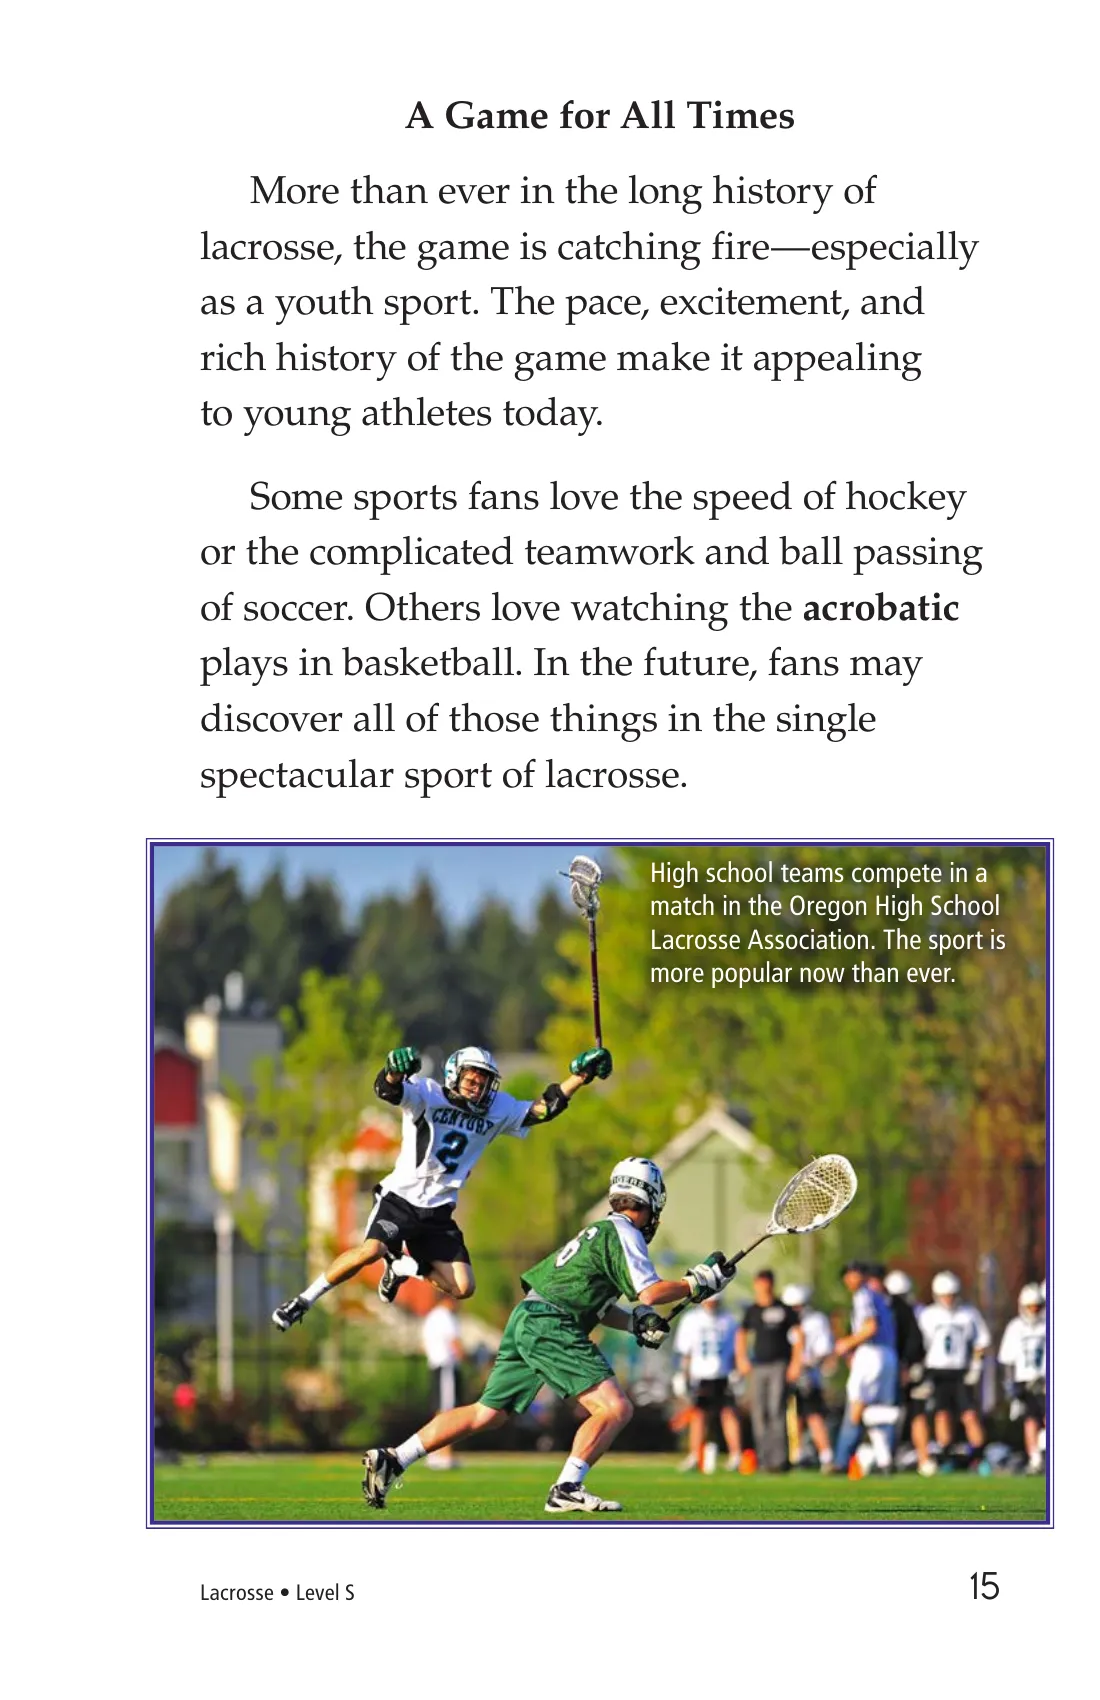 A Game for All Times
More than ever in the long history of
lacrosse, the game is catching fire—especially
as a youth sport. The pace, excitement, and
rich history of the game make it appealing
to young athletes today.
Some sports fans love the speed of hockey
or the complicated teamwork and ball passing
of soccer. Others love watching the acrobatic
plays in basketball. In the future, fans may
discover all of those things in the single
spectacular sport of lacrosse.
High school teams compete in a
match in the Oregon High School
Lacrosse Association. The sport is
more popular now than ever.
CENTURY
2
6
Lacrosse • Level S
15